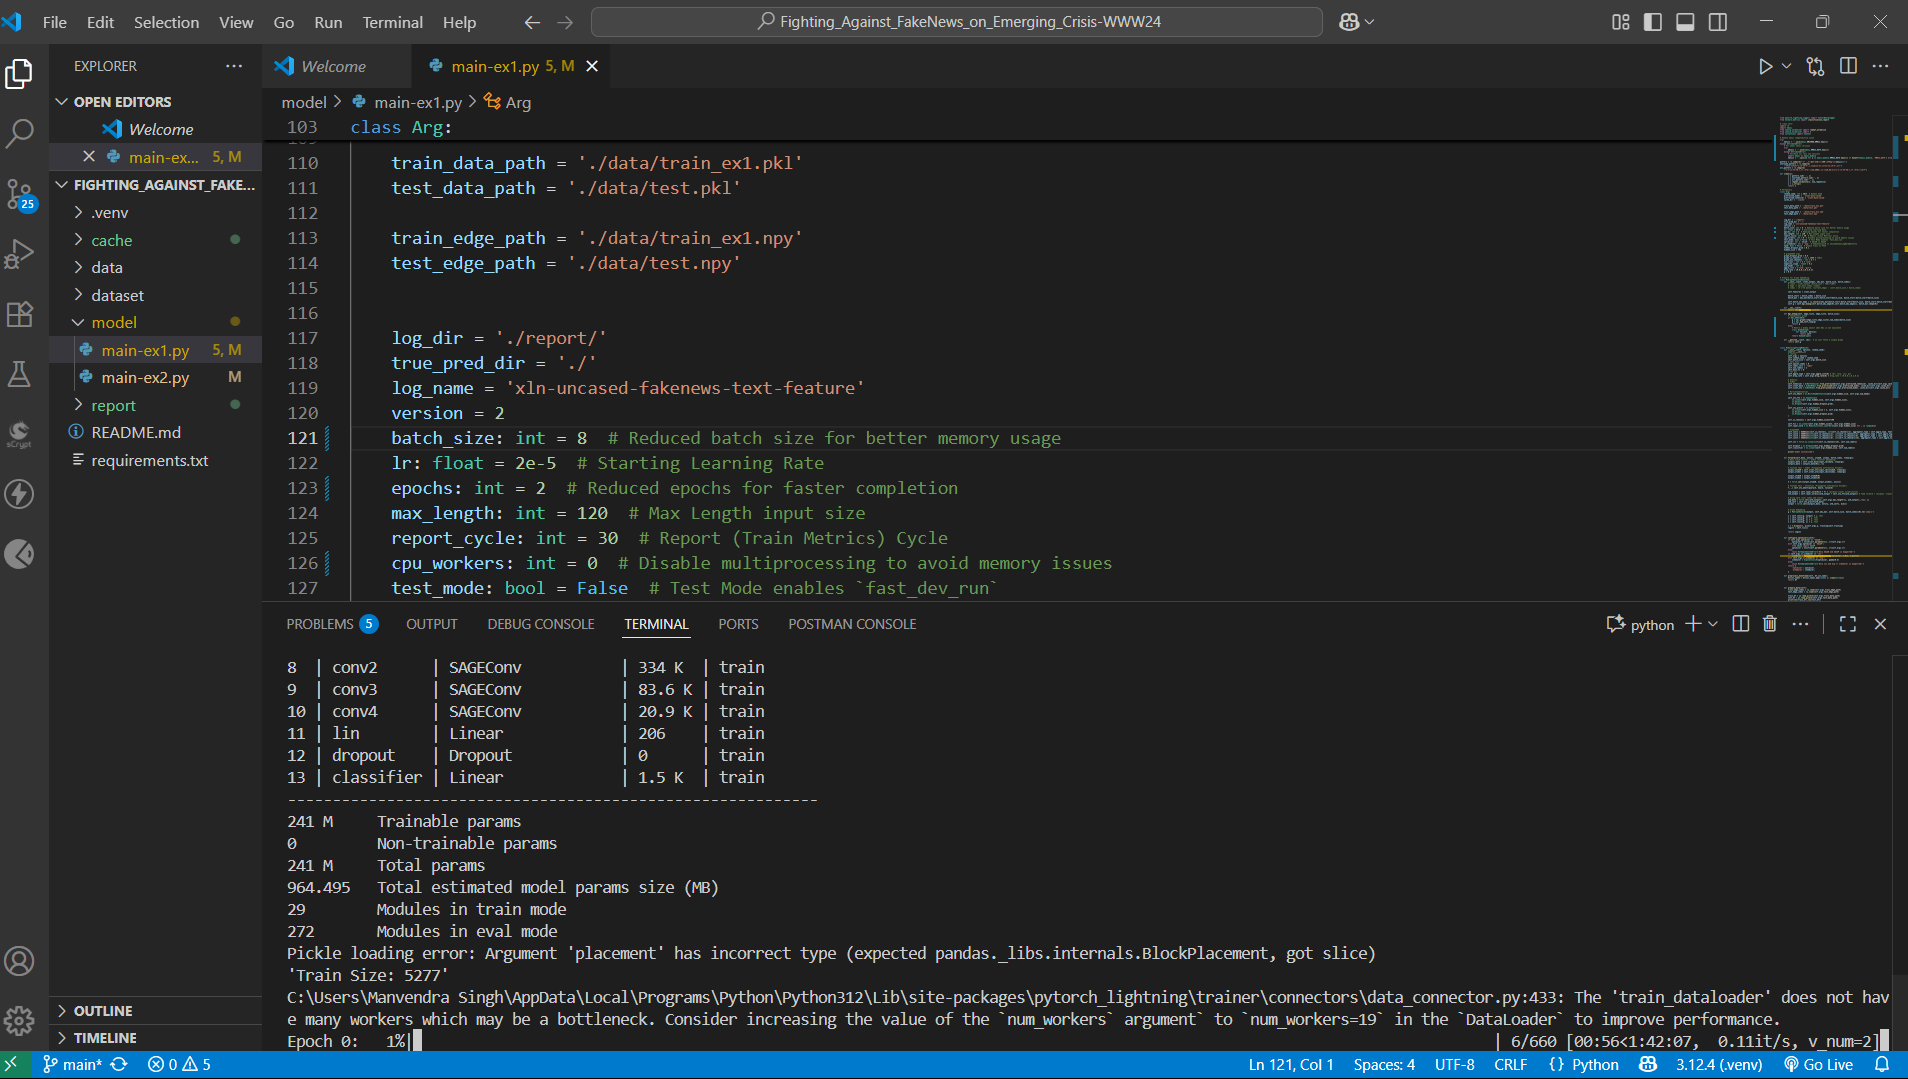 File Edit Selection View Go Run Terminal Help
Fighting_Against_FakeNews_on_Emerging_Crisis-WWW24
EXPLORER
OPEN EDITORS
Welcome
main-ex... 5, M
FIGHTING_AGAINST_FAKE...
.venv
cache
data
dataset
model
main-ex1.py 5, M
main-ex2.py M
report
README.md
requirements.txt
OUTLINE
TIMELINE
25
sCrypt
Welcome
main-ex1.py 5, M
model > main-ex1.py > Arg
103 class Arg:
110 train_data_path = './data/train_ex1.pkl'
111 test_data_path = './data/test.pkl'
112
113 train_edge_path = './data/train_ex1.npy'
114 test_edge_path = './data/test.npy'
115
116
117 log_dir = './report/'
118 true_pred_dir = './'
119 log_name = 'xln-uncased-fakenews-text-feature'
120 version = 2
121 batch_size: int = 8  # Reduced batch size for better memory usage
122 lr: float = 2e-5  # Starting Learning Rate
123 epochs: int = 2  # Reduced epochs for faster completion
124 max_length: int = 120  # Max Length input size
125 report_cycle: int = 30  # Report (Train Metrics) Cycle
126 cpu_workers: int = 0  # Disable multiprocessing to avoid memory issues
127 test_mode: bool = False  # Test Mode enables `fast_dev_run`
PROBLEMS 5 OUTPUT DEBUG CONSOLE TERMINAL PORTS POSTMAN CONSOLE
python
8  | conv2      | SAGEConv          | 334 K  | train
9  | conv3      | SAGEConv          | 83.6 K | train
10 | conv4      | SAGEConv          | 20.9 K | train
11 | lin        | Linear            | 206    | train
12 | dropout    | Dropout           | 0      | train
13 | classifier | Linear            | 1.5 K  | train
-----------------------------------------------------------
241 M     Trainable params
0         Non-trainable params
241 M     Total params
964.495   Total estimated model params size (MB)
29        Modules in train mode
272       Modules in eval mode
Pickle loading error: Argument 'placement' has incorrect type (expected pandas._libs.internals.BlockPlacement, got slice)
'Train Size: 5277'
C:\Users\Manvendra Singh\AppData\Local\Programs\Python\Python312\Lib\site-packages\pytorch_lightning\trainer\connectors\data_connector.py:433: The 'train_dataloader' does not hav
e many workers which may be a bottleneck. Consider increasing the value of the `num_workers` argument` to `num_workers=19` in the `DataLoader` to improve performance.
Epoch 0:   1%| | 6/660 [00:56<1:42:07,  0.11it/s, v_num=2]
main* 0 5 Ln 121, Col 1 Spaces: 4 UTF-8 CRLF {} Python 3.12.4 (.venv) Go Live